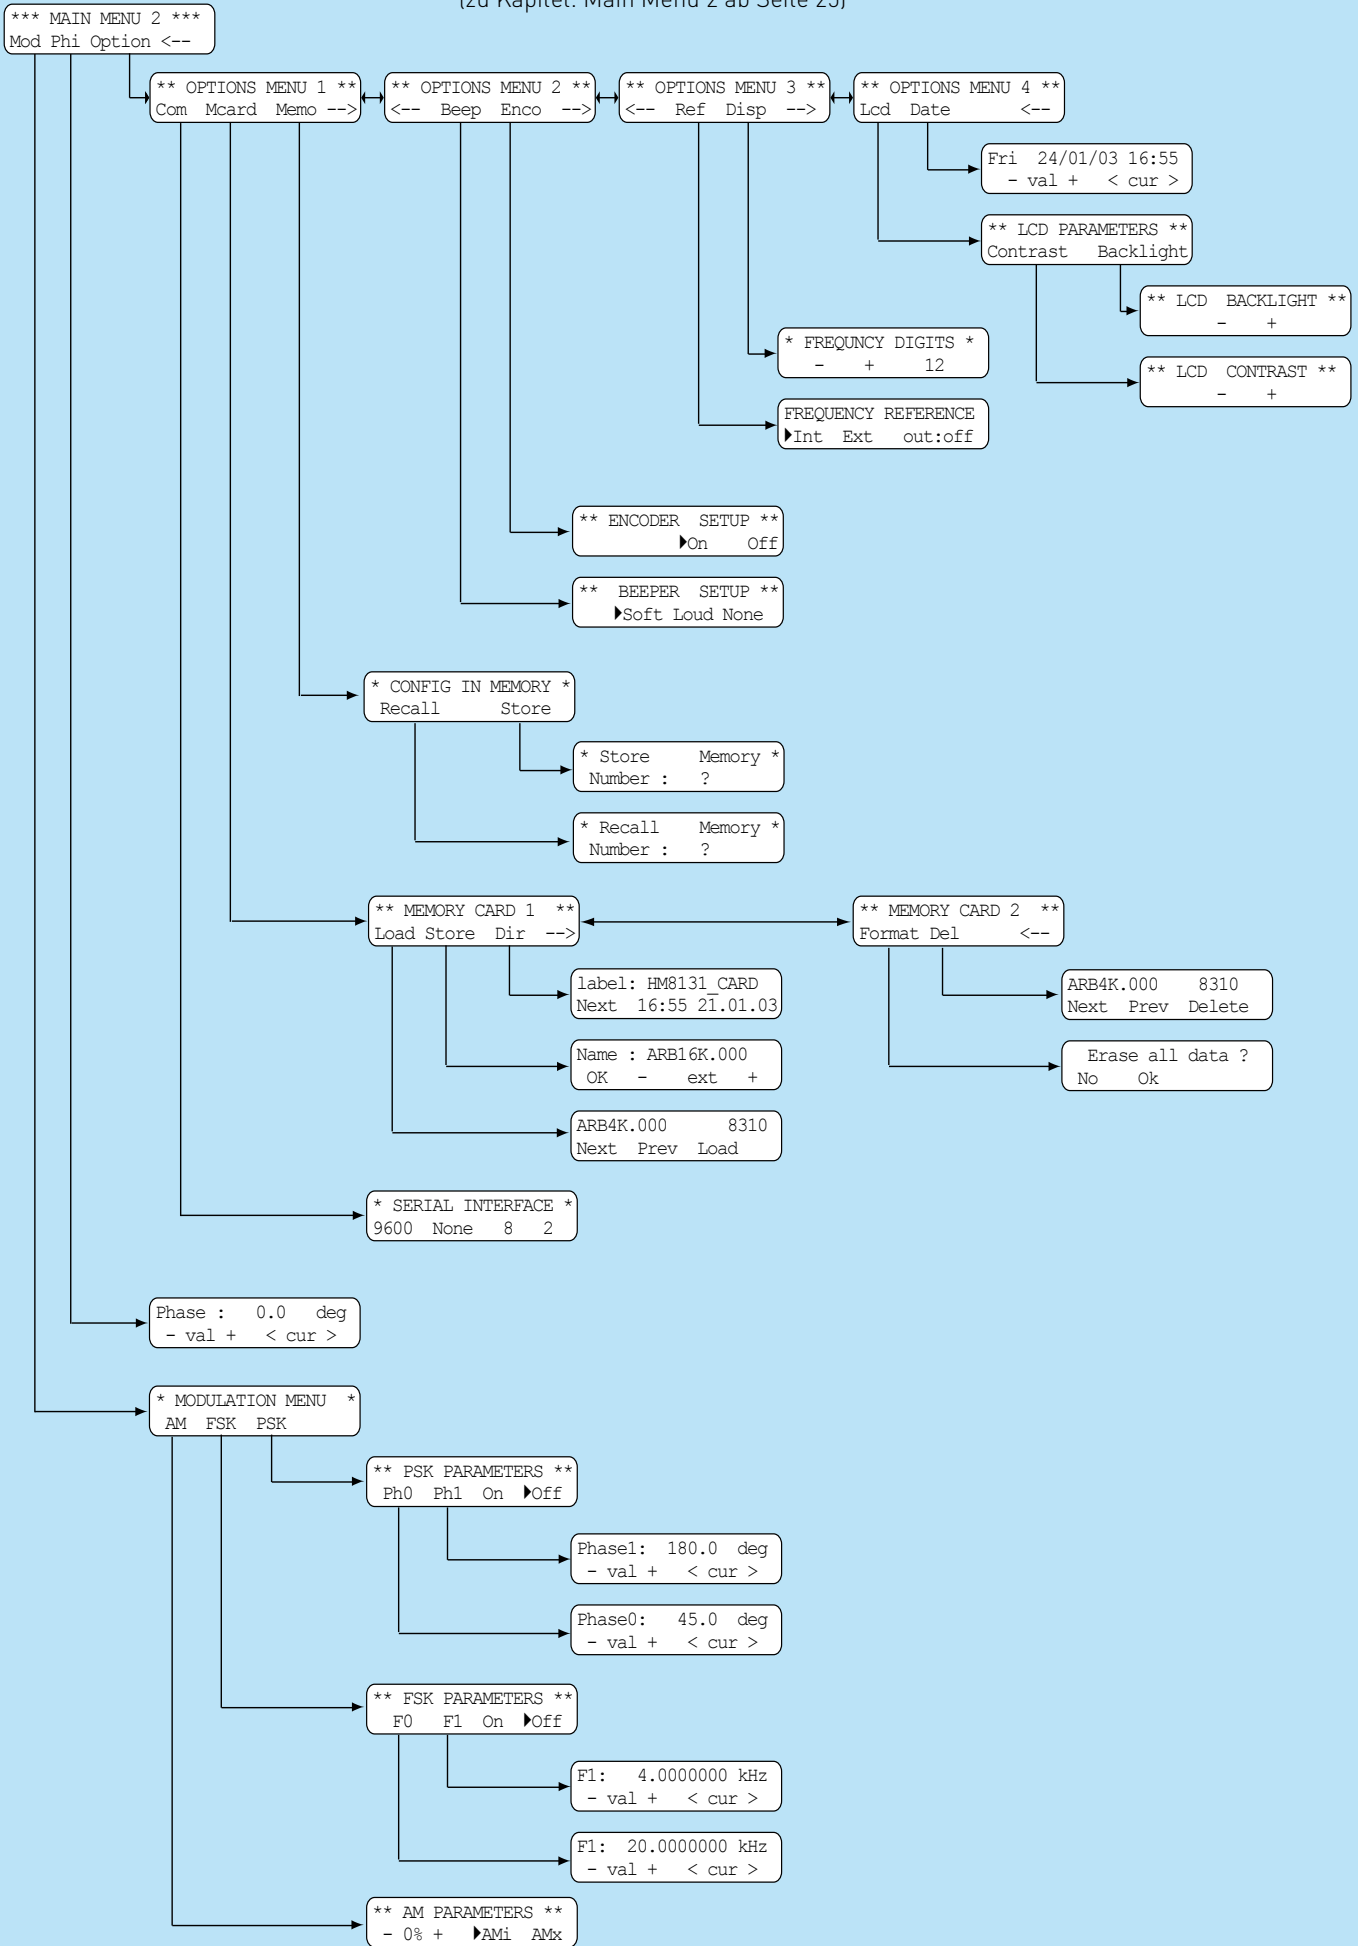 (zu Kapitel: Main Menu 2 ab Seite 25)
*** MAIN MENU 2 ***
Mod Phi Option <--
** OPTIONS MENU 1 **
Com Mcard Memo -->
** OPTIONS MENU 2 **
<-- Beep Enco -->
** OPTIONS MENU 3 **
<-- Ref Disp -->
** OPTIONS MENU 4 **
Lcd Date <--
Fri 24/01/03 16:55
- val + < cur >
** LCD PARAMETERS **
Contrast Backlight
** LCD BACKLIGHT **
- +
** LCD CONTRAST **
- +
* FREQUNCY DIGITS *
- + 12
FREQUENCY REFERENCE
Int Ext out:off
** ENCODER SETUP **
On Off
** BEEPER SETUP **
Soft Loud None
* CONFIG IN MEMORY *
Recall Store
* Store Memory *
Number : ?
* Recall Memory *
Number : ?
** MEMORY CARD 1 **
Load Store Dir -->
** MEMORY CARD 2 **
Format Del <--
label: HM8131_CARD
Next 16:55 21.01.03
Name : ARB16K.000
OK - ext +
ARB4K.000 8310
Next Prev Load
ARB4K.000 8310
Next Prev Delete
Erase all data ?
No Ok
* SERIAL INTERFACE *
9600 None 8 2
Phase : 0.0 deg
- val + < cur >
* MODULATION MENU *
AM FSK PSK
** PSK PARAMETERS **
Ph0 Ph1 On Off
Phase1: 180.0 deg
- val + < cur >
Phase0: 45.0 deg
- val + < cur >
** FSK PARAMETERS **
F0 F1 On Off
F1: 4.0000000 kHz
- val + < cur >
F1: 20.0000000 kHz
- val + < cur >
** AM PARAMETERS **
- 0% + AMi AMx